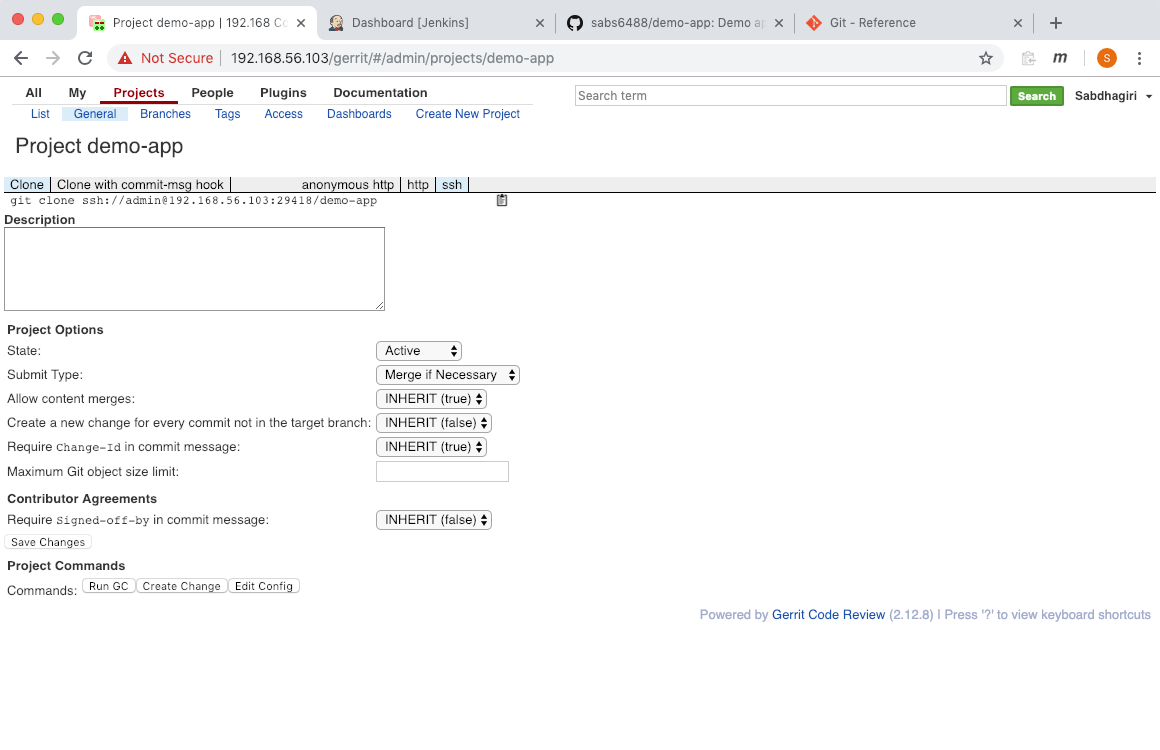 Project demo-app | 192.168 Co
Dashboard [Jenkins]
sabs6488/demo-app: Demo ap
Git - Reference
Not Secure
192.168.56.103/gerrit/#/admin/projects/demo-app
m
S
All My Projects People Plugins Documentation
Search term
Search
Sabdhagiri
List General Branches Tags Access Dashboards Create New Project
Project demo-app
Clone Clone with commit-msg hook anonymous http http ssh
git clone ssh://admin@192.168.56.103:29418/demo-app
Description
Project Options
State: Active
Submit Type: Merge if Necessary
Allow content merges: INHERIT (true)
Create a new change for every commit not in the target branch: INHERIT (false)
Require Change-Id in commit message: INHERIT (true)
Maximum Git object size limit:
Contributor Agreements
Require Signed-off-by in commit message: INHERIT (false)
Save Changes
Project Commands
Commands: Run GC Create Change Edit Config
Powered by Gerrit Code Review (2.12.8) | Press '?' to view keyboard shortcuts